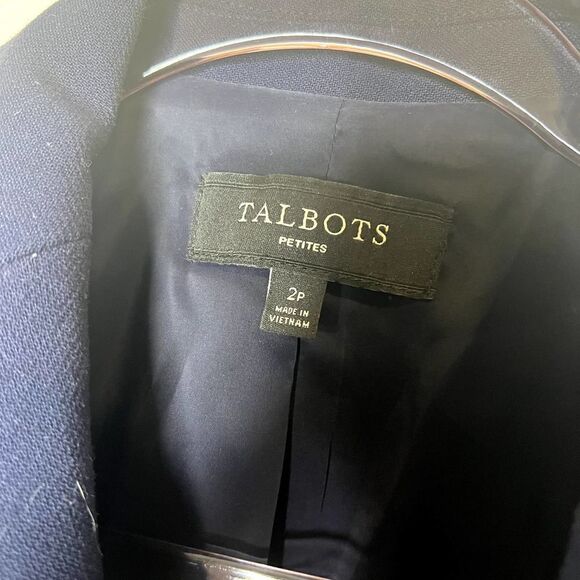 TALBOTS
PETITES
2P
MADE IN
VIETNAM